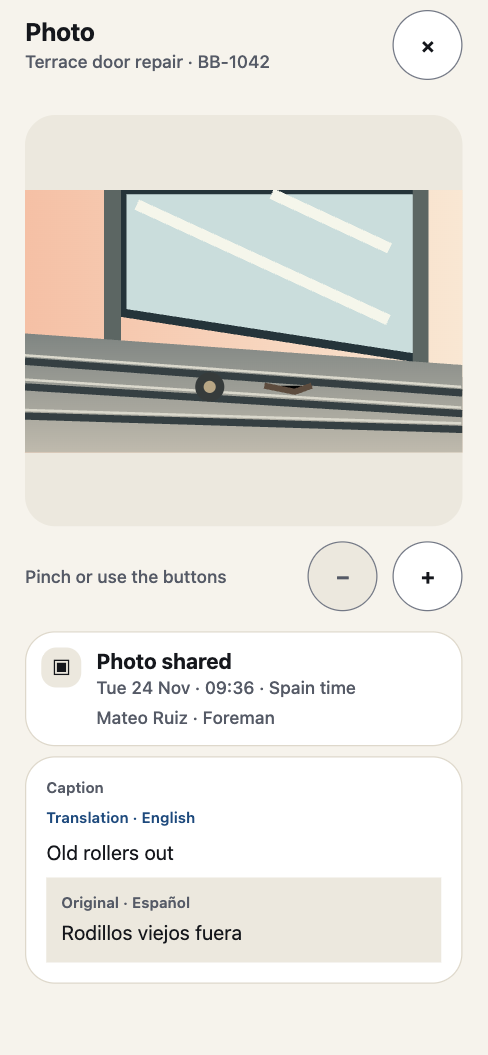 Photo
Terrace door repair · BB-1042
×
Pinch or use the buttons
−
+
Photo shared
Tue 24 Nov · 09:36 · Spain time
Mateo Ruiz · Foreman
Caption
Translation · English
Old rollers out
Original · Español
Rodillos viejos fuera